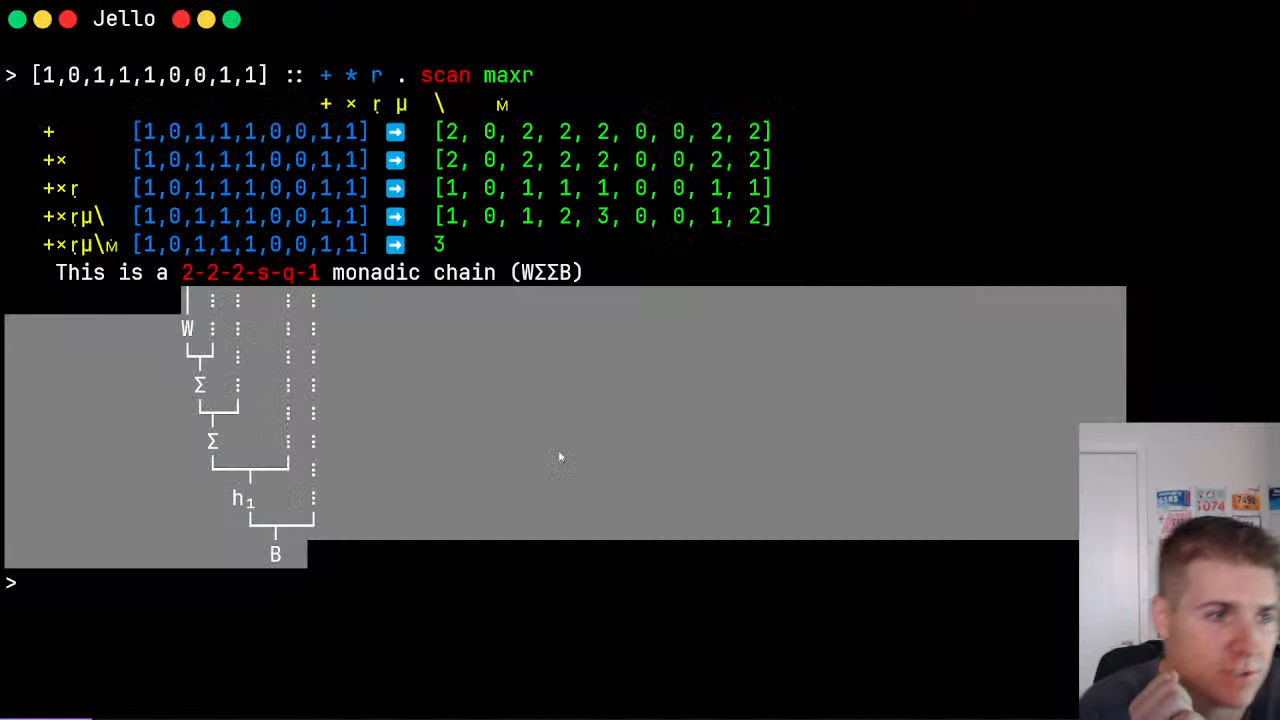 Jello
> [1,0,1,1,1,0,0,1,1] :: + * r . scan maxr
+ × ṛ µ \ ṁ
+ [1,0,1,1,1,0,0,1,1] ➡ [2, 0, 2, 2, 2, 0, 0, 2, 2]
+× [1,0,1,1,1,0,0,1,1] ➡ [2, 0, 2, 2, 2, 0, 0, 2, 2]
+×ṛ [1,0,1,1,1,0,0,1,1] ➡ [1, 0, 1, 1, 1, 0, 0, 1, 1]
+×ṛµ\ [1,0,1,1,1,0,0,1,1] ➡ [1, 0, 1, 2, 3, 0, 0, 1, 2]
+×ṛµ\ṁ [1,0,1,1,1,0,0,1,1] ➡ 3
This is a 2-2-2-s-q-1 monadic chain (WΣΣB)
W
Σ
Σ
h₁
B
>
1074
7490